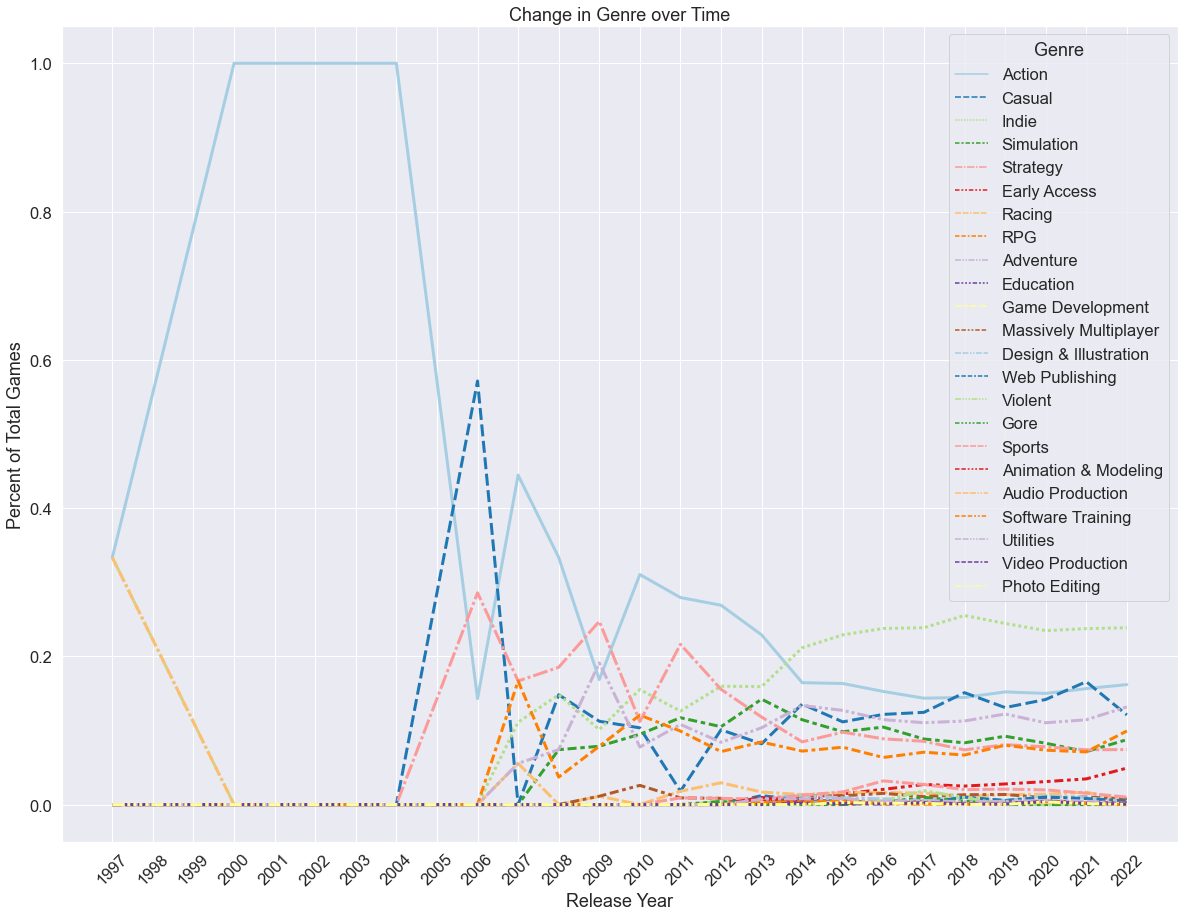 Change in Genre over Time
Percent of Total Games
1.0
0.8
0.6
0.4
0.2
0.0
Genre
Action
Casual
Indie
Simulation
Strategy
Early Access
Racing
RPG
Adventure
Education
Game Development
Massively Multiplayer
Design & Illustration
Web Publishing
Violent
Gore
Sports
Animation & Modeling
Audio Production
Software Training
Utilities
Video Production
Photo Editing
1997 1998 1999 2000 2001 2002 2003 2004 2005 2006 2007 2008 2009 2010 2011 2012 2013 2014 2015 2016 2017 2018 2019 2020 2021 2022
Release Year